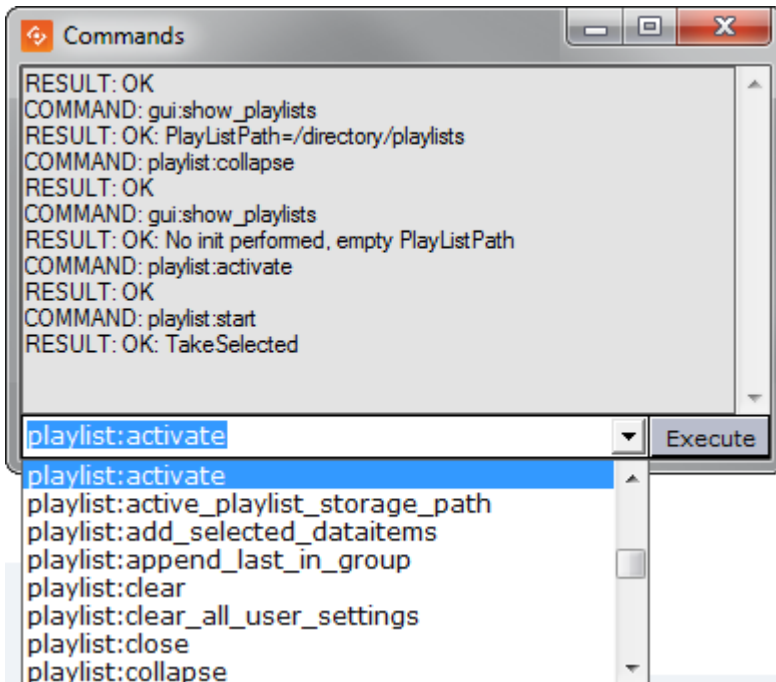 Commands
RESULT: OK
COMMAND: gui:show_playlists
RESULT: OK: PlayListPath=/directory/playlists
COMMAND: playlist:collapse
RESULT: OK
COMMAND: gui:show_playlists
RESULT: OK: No init performed, empty PlayListPath
COMMAND: playlist:activate
RESULT: OK
COMMAND: playlist:start
RESULT: OK: TakeSelected
playlist:activate
Execute
playlist:activate
playlist:active_playlist_storage_path
playlist:add_selected_dataitems
playlist:append_last_in_group
playlist:clear
playlist:clear_all_user_settings
playlist:close
playlist:collapse